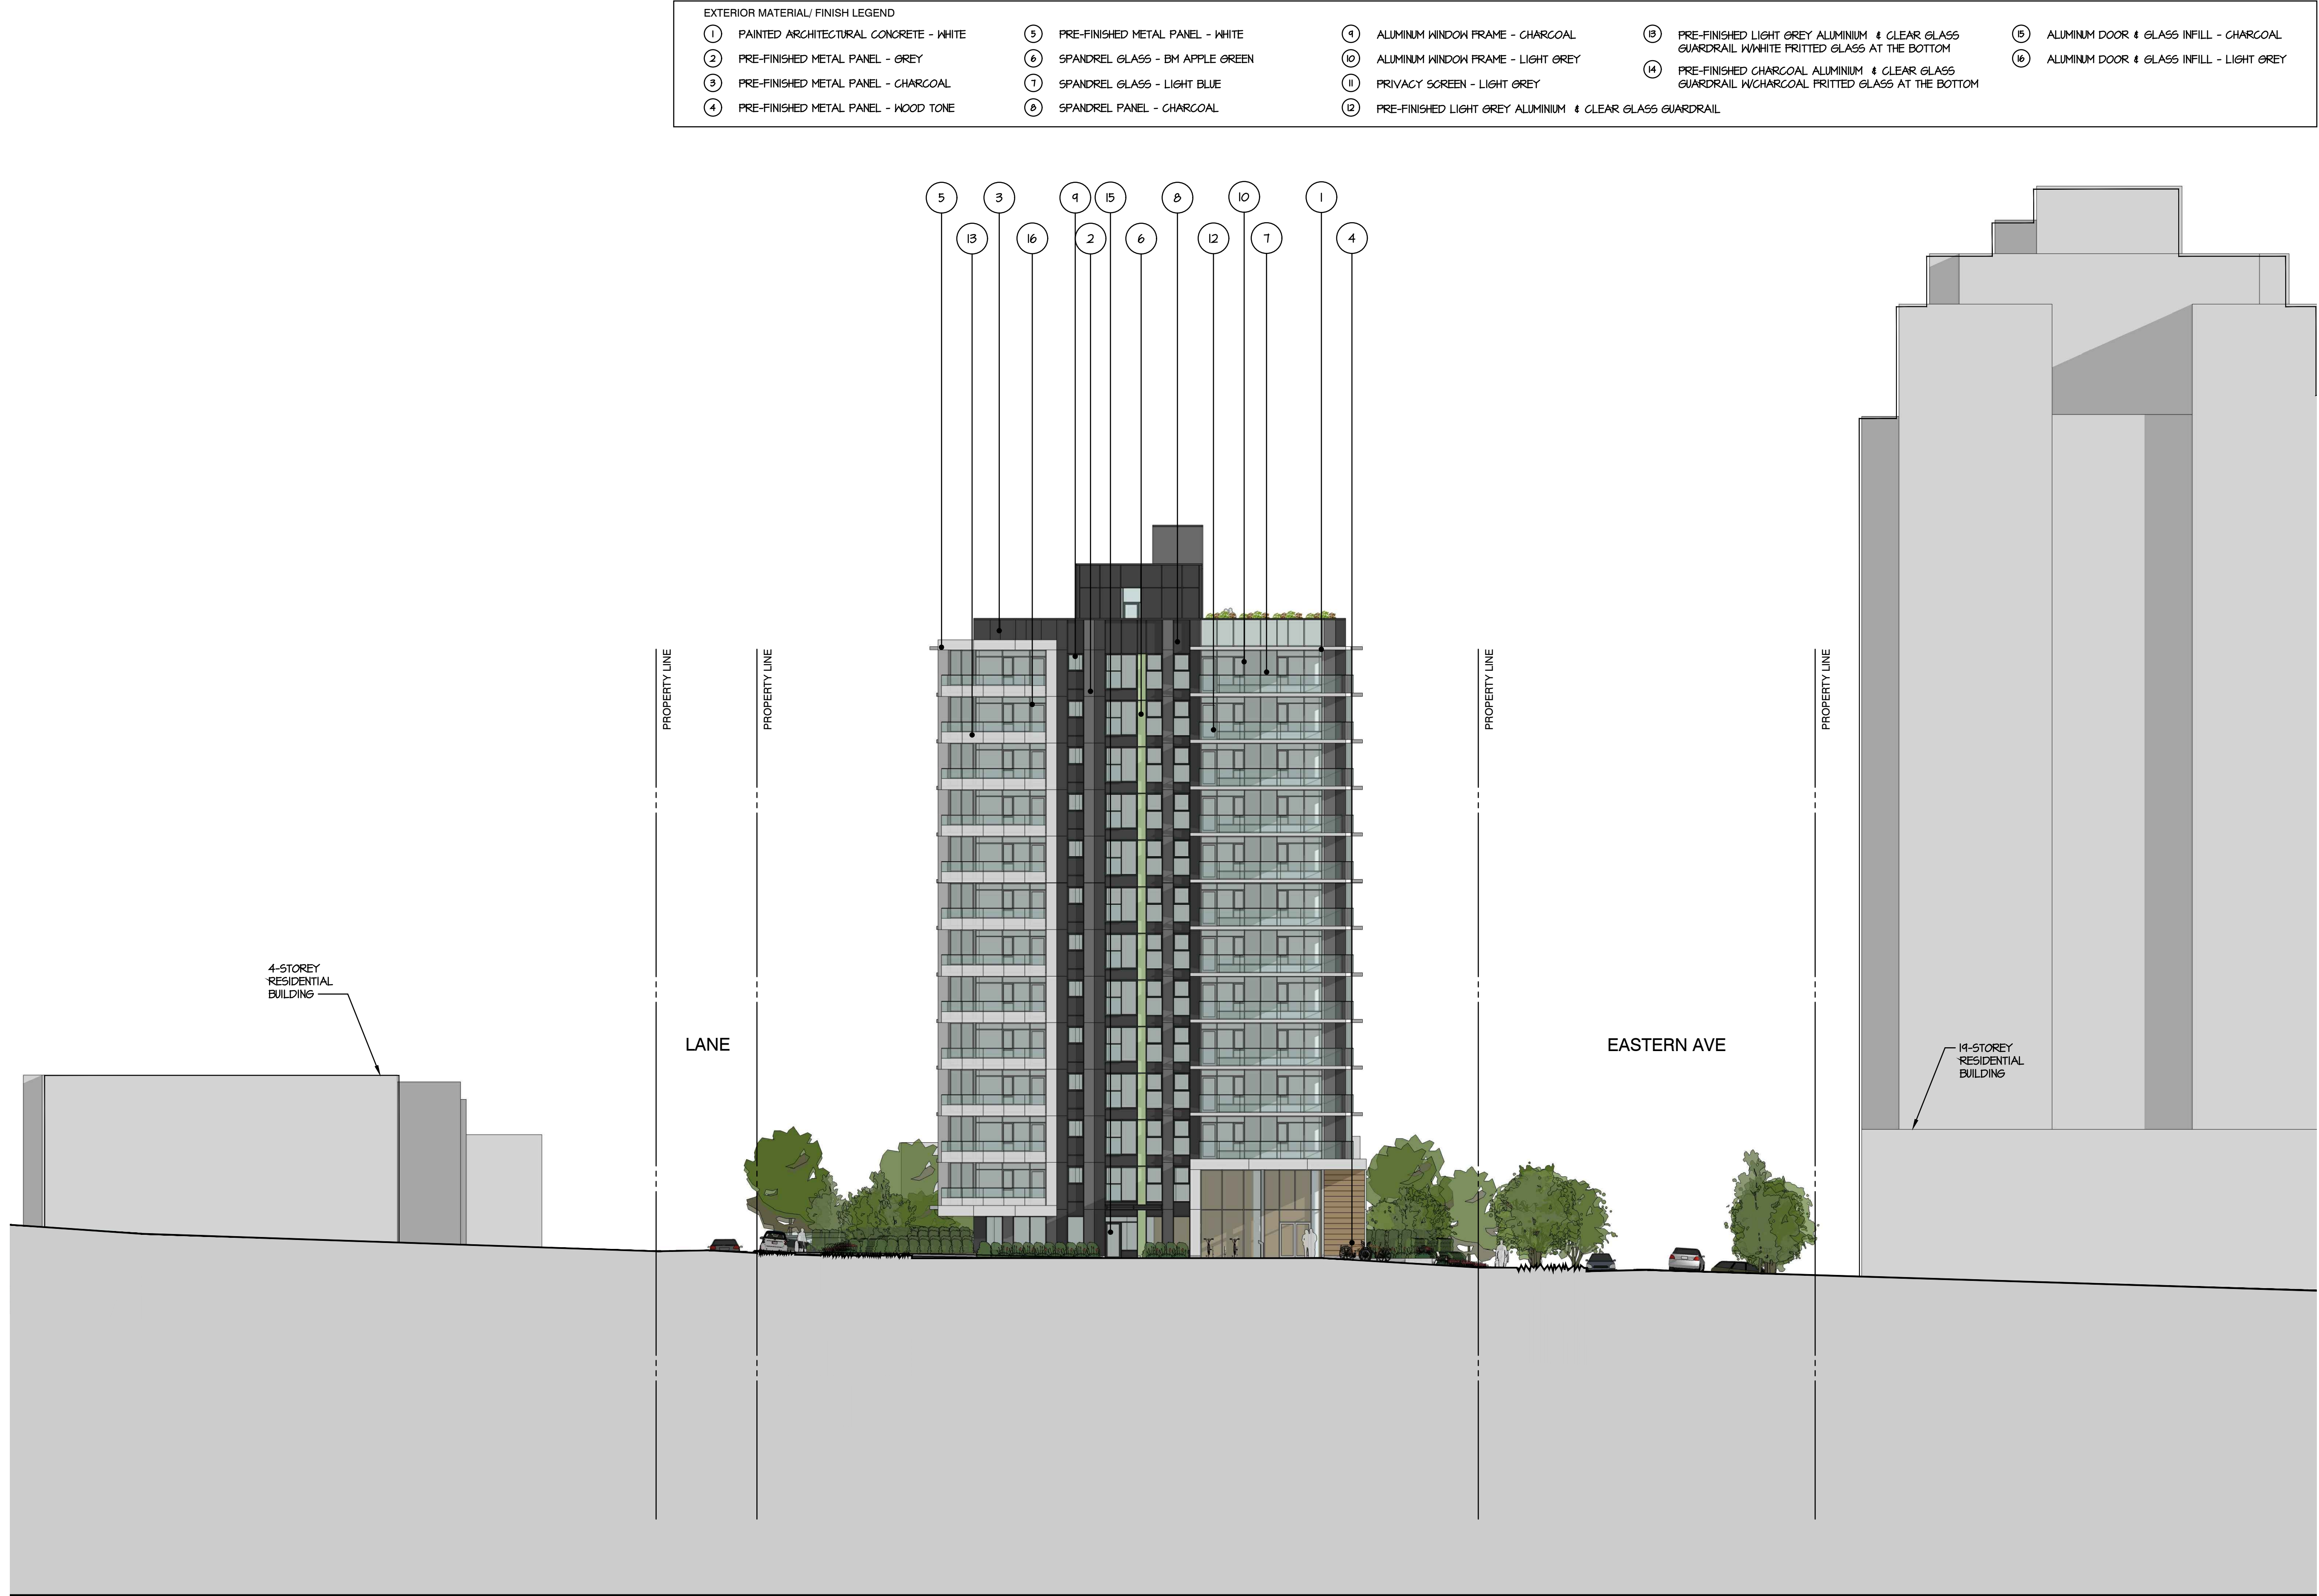 EXTERIOR MATERIAL/ FINISH LEGEND
1 PAINTED ARCHITECTURAL CONCRETE - WHITE
2 PRE-FINISHED METAL PANEL - GREY
3 PRE-FINISHED METAL PANEL - CHARCOAL
4 PRE-FINISHED METAL PANEL - WOOD TONE
5 PRE-FINISHED METAL PANEL - WHITE
6 SPANDREL GLASS - BM APPLE GREEN
7 SPANDREL GLASS - LIGHT BLUE
8 SPANDREL PANEL - CHARCOAL
9 ALUMINUM WINDOW FRAME - CHARCOAL
10 ALUMINUM WINDOW FRAME - LIGHT GREY
11 PRIVACY SCREEN - LIGHT GREY
12 PRE-FINISHED LIGHT GREY ALUMINIUM & CLEAR GLASS GUARDRAIL
13 PRE-FINISHED LIGHT GREY ALUMINIUM & CLEAR GLASS
GUARDRAIL W/WHITE FRITTED GLASS AT THE BOTTOM
14 PRE-FINISHED CHARCOAL ALUMINIUM & CLEAR GLASS
GUARDRAIL W/CHARCOAL FRITTED GLASS AT THE BOTTOM
15 ALUMINUM DOOR & GLASS INFILL - CHARCOAL
16 ALUMINUM DOOR & GLASS INFILL - LIGHT GREY
5 3 9 15 8 10 1
13 16 2 6 12 7 4
PROPERTY LINE
PROPERTY LINE
PROPERTY LINE
PROPERTY LINE
4-STOREY
RESIDENTIAL
BUILDING
LANE
EASTERN AVE
19-STOREY
RESIDENTIAL
BUILDING